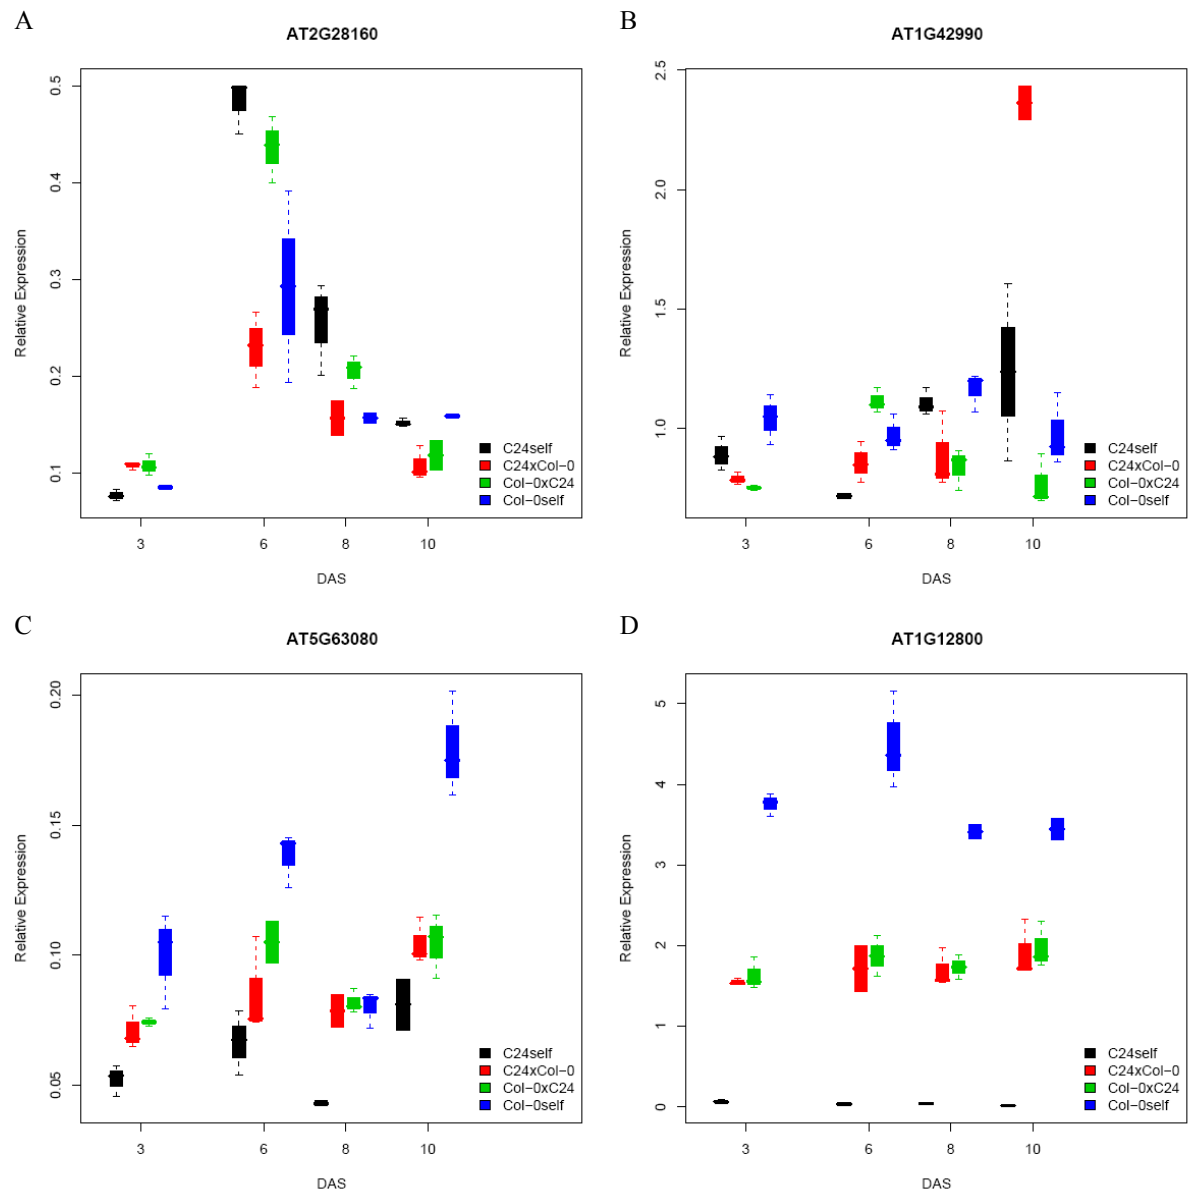 A
AT2G28160
Relative Expression
0.5
0.4
0.3
0.2
0.1
C24self
C24xCol-0
Col-0xC24
Col-0self
3 6 8 10
DAS
B
AT1G42990
Relative Expression
2.5
2.0
1.5
1.0
C24self
C24xCol-0
Col-0xC24
Col-0self
3 6 8 10
DAS
C
AT5G63080
Relative Expression
0.20
0.15
0.10
0.05
C24self
C24xCol-0
Col-0xC24
Col-0self
3 6 8 10
DAS
D
AT1G12800
Relative Expression
5
4
3
2
1
0
C24self
C24xCol-0
Col-0xC24
Col-0self
3 6 8 10
DAS